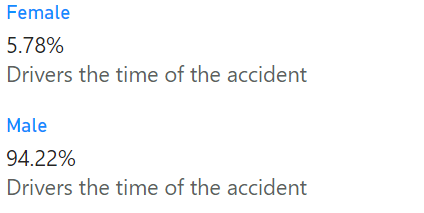 Female
5.78%
Drivers the time of the accident
Male
94.22%
Drivers the time of the accident